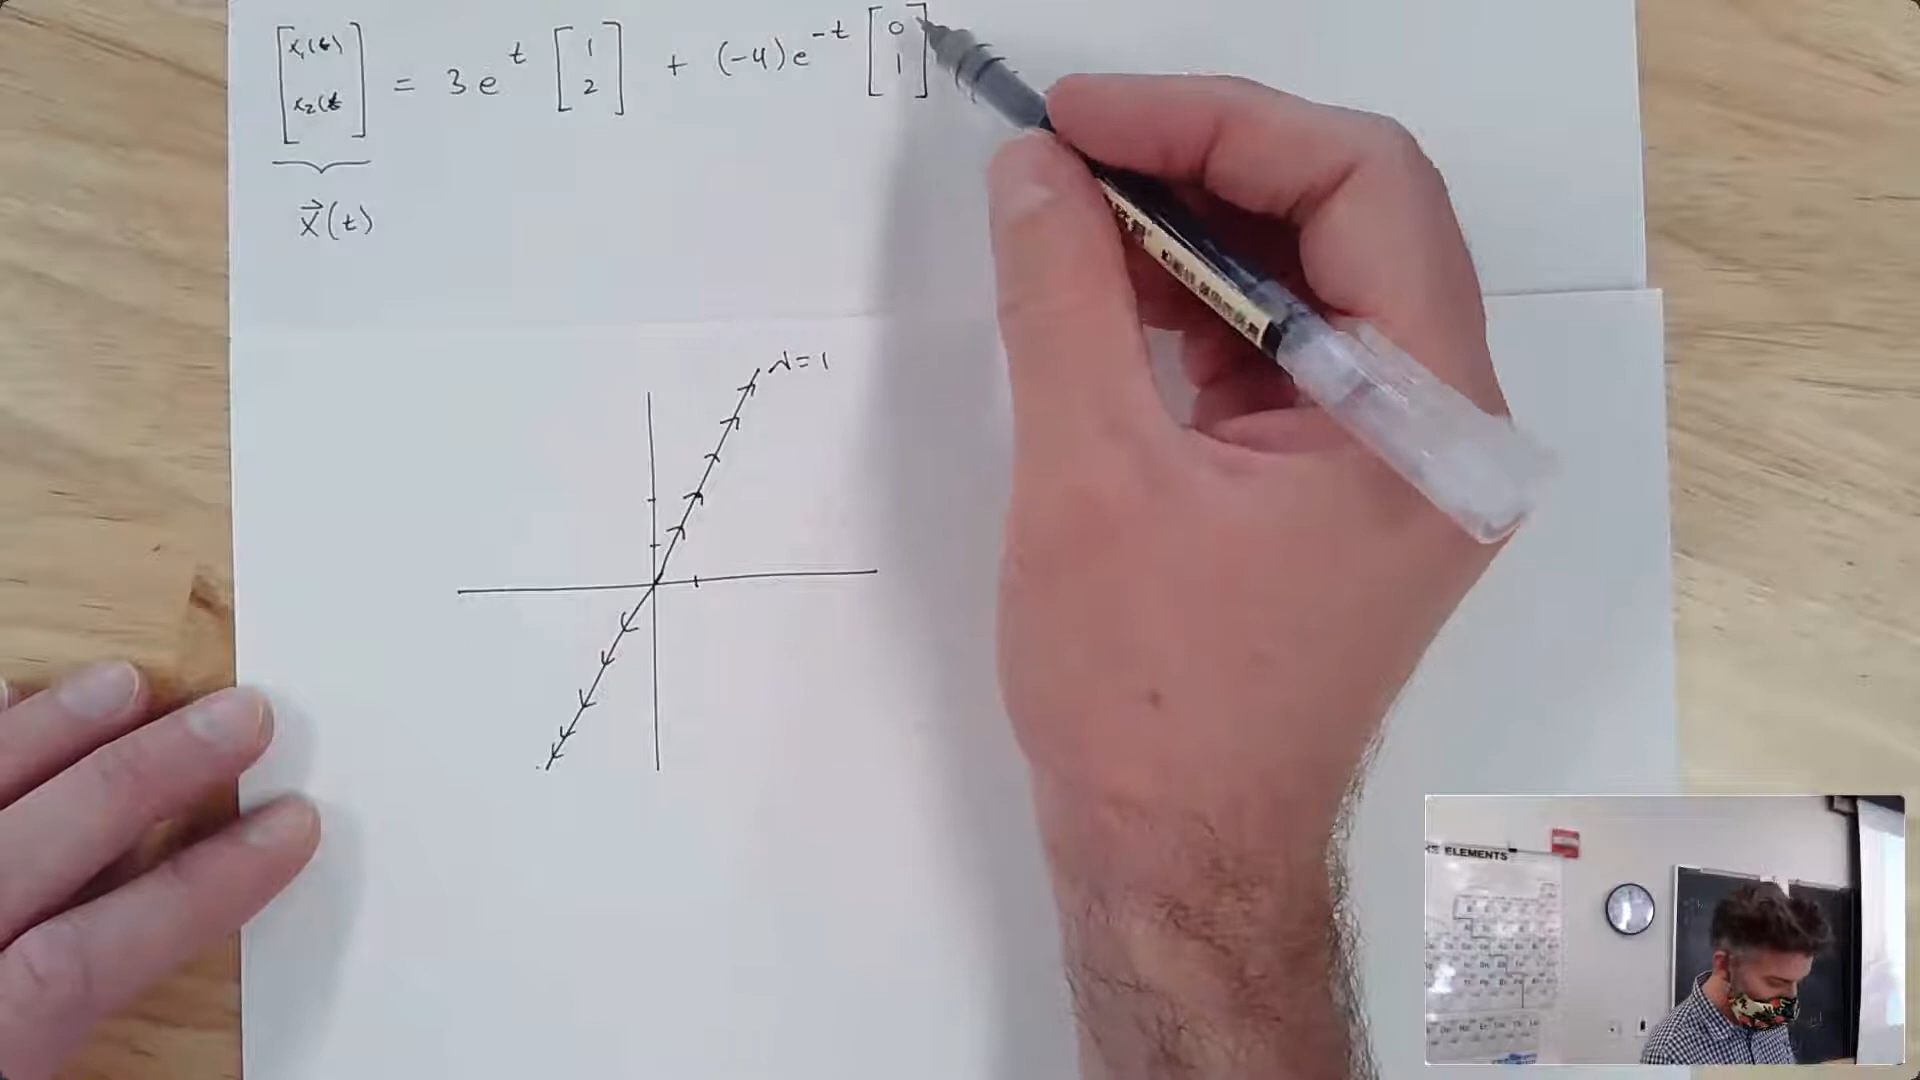 [x₁(t) x₂(t] = 3e^t [1 2] + (-4)e^-t [0 1]
x⃗(t)
λ=1
ELEMENTS